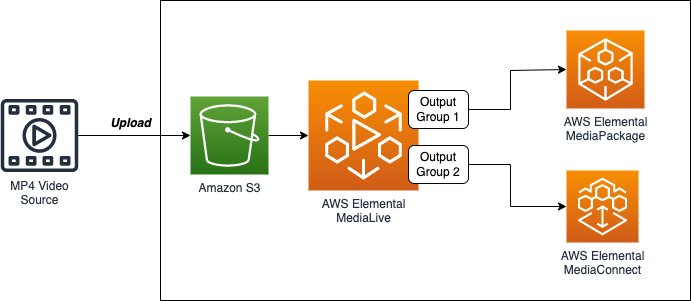 MP4 Video
Source
Upload
Amazon S3
AWS Elemental
MediaLive
Output
Group 1
Output
Group 2
AWS Elemental
MediaPackage
AWS Elemental
MediaConnect